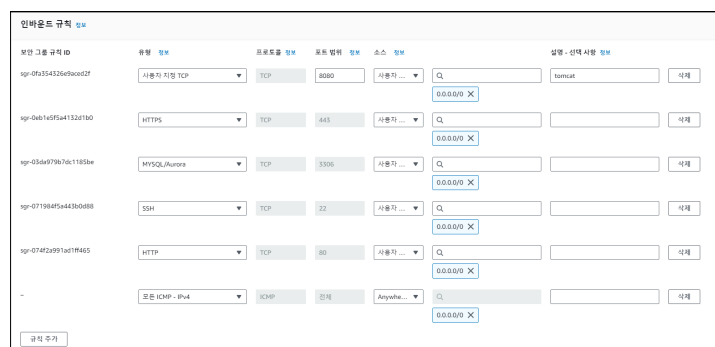 인바운드 규칙 정보
보안 그룹 규칙 ID 유형 정보 프로토콜 정보 포트 범위 정보 소스 정보 설명 - 선택 사항 정보
sgr-0fa354326e9aced2f 사용자 지정 TCP TCP 8080 사용자 ... tomcat 삭제
0.0.0.0/0
sgr-0eb1e5f5a4132d1b0 HTTPS TCP 443 사용자 ... 삭제
0.0.0.0/0
sgr-03da979b7dc1185be MYSQL/Aurora TCP 3306 사용자 ... 삭제
0.0.0.0/0
sgr-071984f5a443b0d88 SSH TCP 22 사용자 ... 삭제
0.0.0.0/0
sgr-074f2a991ad1ff465 HTTP TCP 80 사용자 ... 삭제
0.0.0.0/0
– 모든 ICMP - IPv4 ICMP 전체 Anywhe... 삭제
0.0.0.0/0
규칙 추가